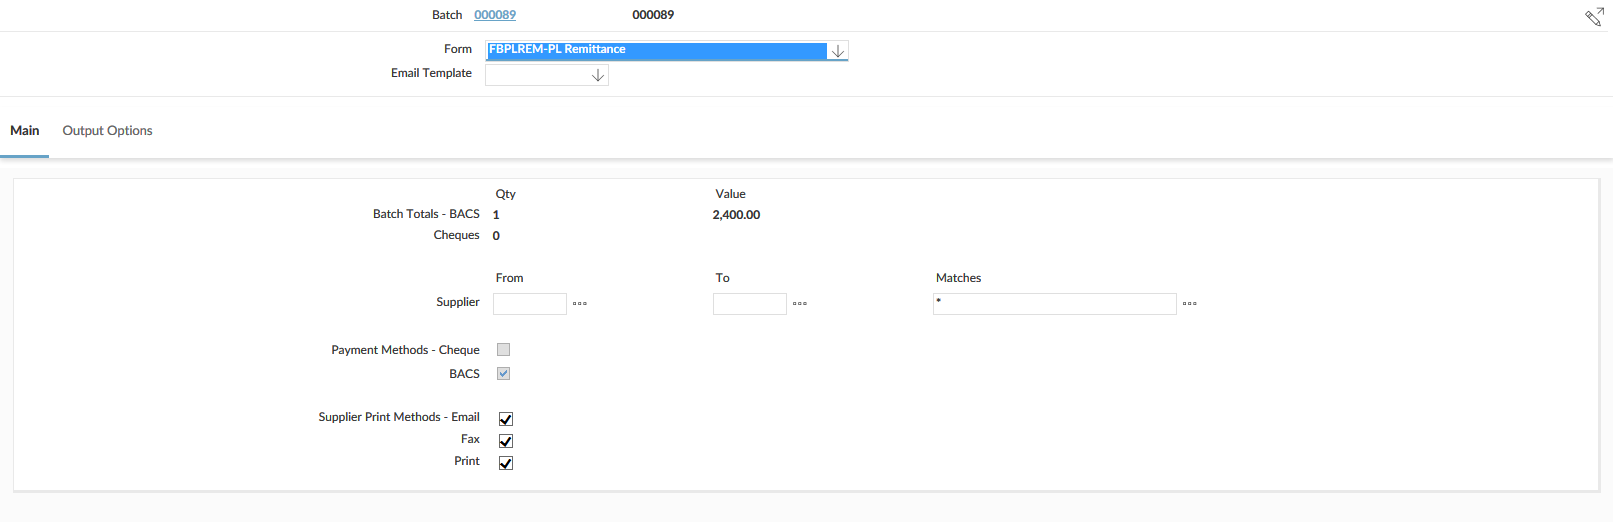 Batch 000089 000089
Form FBPLREM-PL Remittance
Email Template
Main Output Options
Qty Value
Batch Totals - BACS 1 2,400.00
Cheques 0
From To Matches
Supplier *
Payment Methods - Cheque
BACS
Supplier Print Methods - Email
Fax
Print